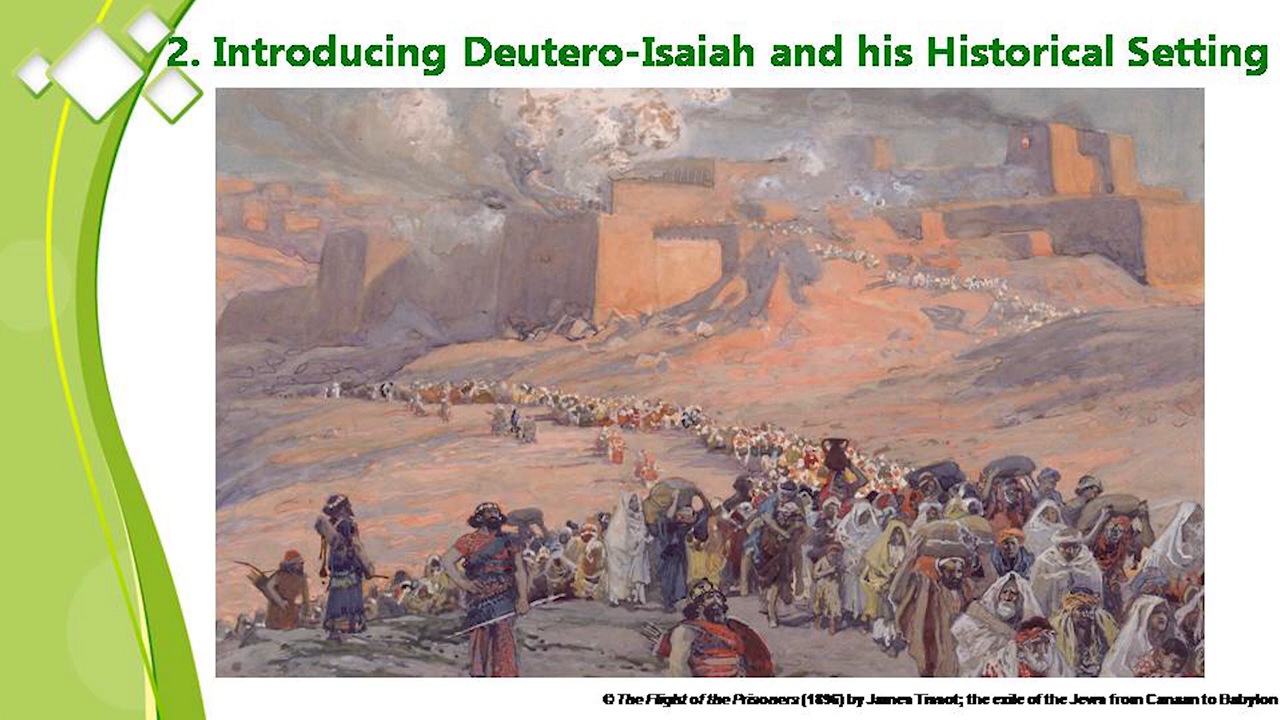 2. Introducing Deutero-Isaiah and his Historical Setting
© The Flight of the Prisoners (1896) by James Tissot; the exile of the Jews from Canaan to Babylon